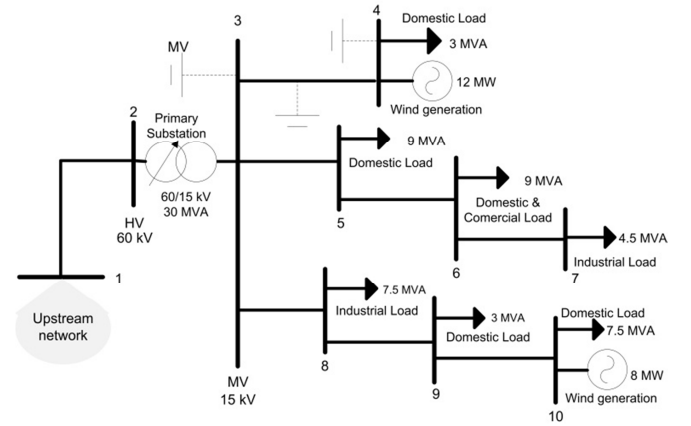 4
Domestic Load
3 MVA
12 MW
Wind generation
3
MV
2
Primary
Substation
60/15 kV
30 MVA
HV
60 kV
1
Upstream
network
9 MVA
Domestic Load
5
9 MVA
Domestic &
Comercial Load
6
4.5 MVA
Industrial Load
7
7.5 MVA
Industrial Load
8
3 MVA
Domestic Load
9
Domestic Load
7.5 MVA
8 MW
Wind generation
10
MV
15 kV